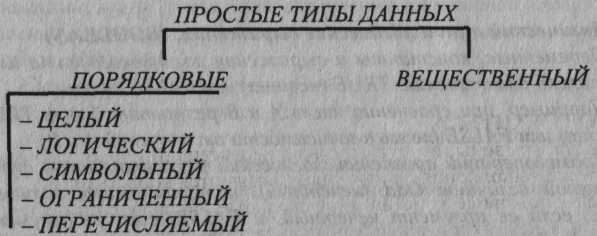 ПРОСТЫЕ ТИПЫ ДАННЫХ
ПОРЯДКОВЫЕ ВЕЩЕСТВЕННЫЙ
– ЦЕЛЫЙ
– ЛОГИЧЕСКИЙ
– СИМВОЛЬНЫЙ
– ОГРАНИЧЕННЫЙ
– ПЕРЕЧИСЛЯЕМЫЙ